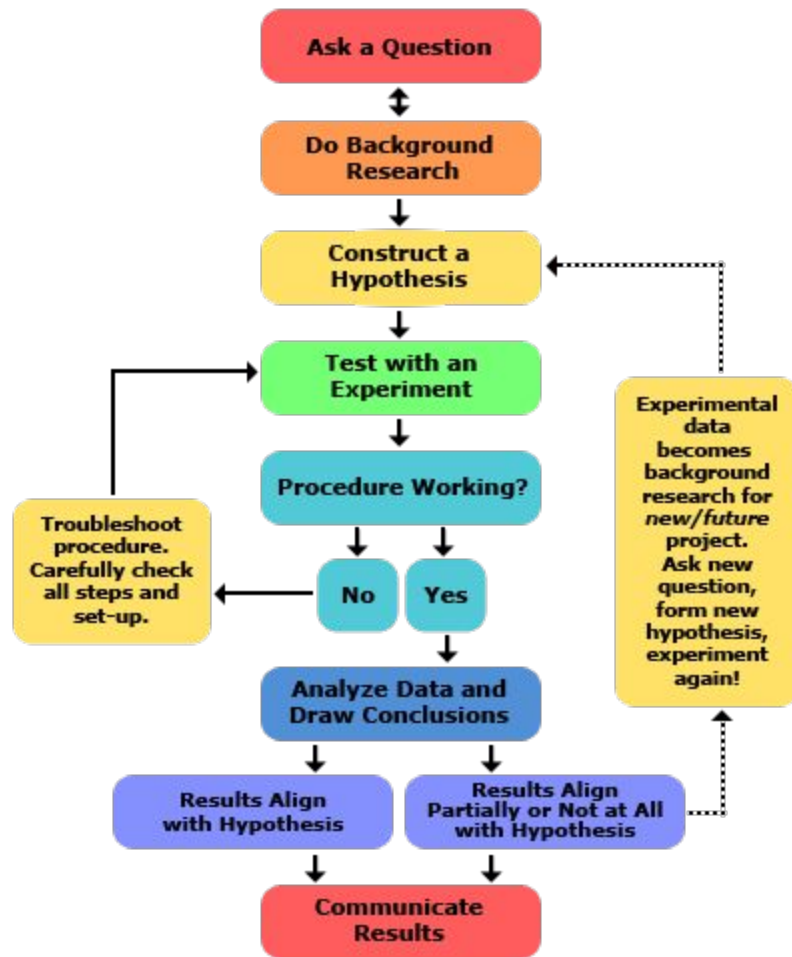 Ask a Question
Do Background
Research
Construct a
Hypothesis
Test with an
Experiment
Procedure Working?
No
Yes
Troubleshoot
procedure.
Carefully check
all steps and
set-up.
Experimental
data
becomes
background
research for
new/future
project.
Ask new
question,
form new
hypothesis,
experiment
again!
Analyze Data and
Draw Conclusions
Results Align
with Hypothesis
Results Align
Partially or Not at All
with Hypothesis
Communicate
Results